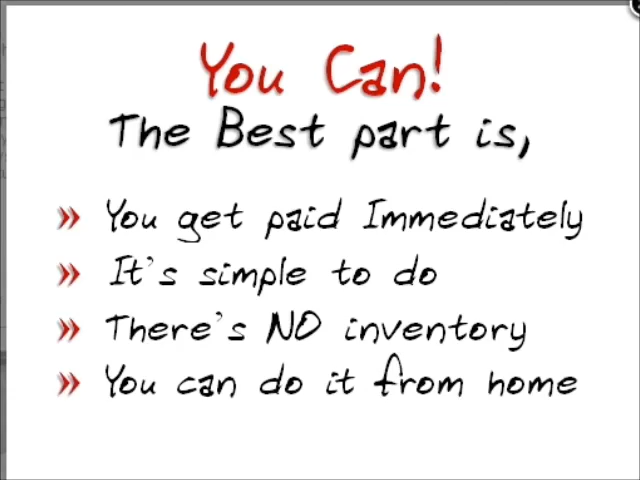 You Can!
The Best part is,
» You get paid Immediately
» It's simple to do
» There's NO inventory
» You can do it from home